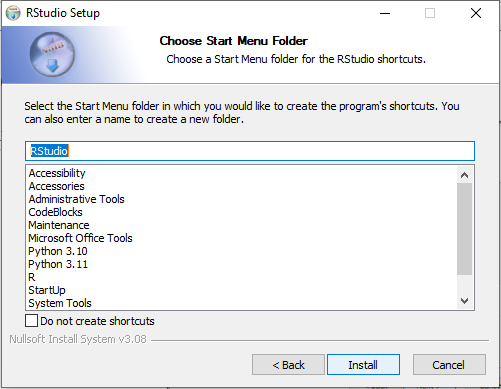 RStudio Setup
Choose Start Menu Folder
Choose a Start Menu folder for the RStudio shortcuts.
Select the Start Menu folder in which you would like to create the program's shortcuts. You
can also enter a name to create a new folder.
RStudio
Accessibility
Accessories
Administrative Tools
CodeBlocks
Maintenance
Microsoft Office Tools
Python 3.10
Python 3.11
R
StartUp
System Tools
Do not create shortcuts
Nullsoft Install System v3.08
< Back
Install
Cancel